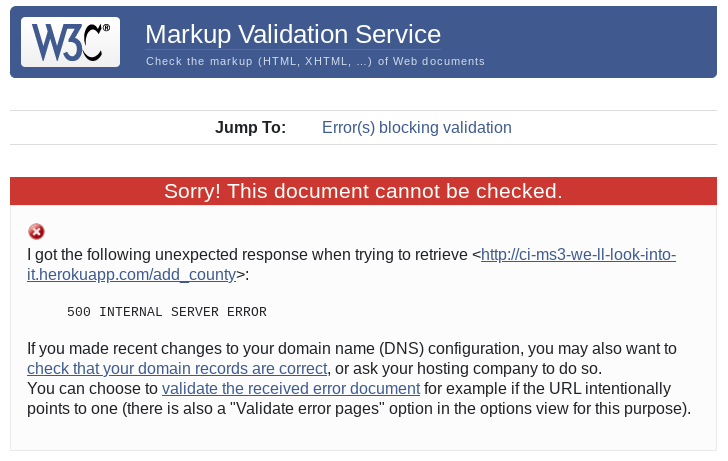 W3C®
Markup Validation Service
Check the markup (HTML, XHTML, …) of Web documents
Jump To: Error(s) blocking validation
Sorry! This document cannot be checked.
I got the following unexpected response when trying to retrieve <http://ci-ms3-we-ll-look-into-
it.herokuapp.com/add_county>:
500 INTERNAL SERVER ERROR
If you made recent changes to your domain name (DNS) configuration, you may also want to
check that your domain records are correct, or ask your hosting company to do so.
You can choose to validate the received error document for example if the URL intentionally
points to one (there is also a "Validate error pages" option in the options view for this purpose).